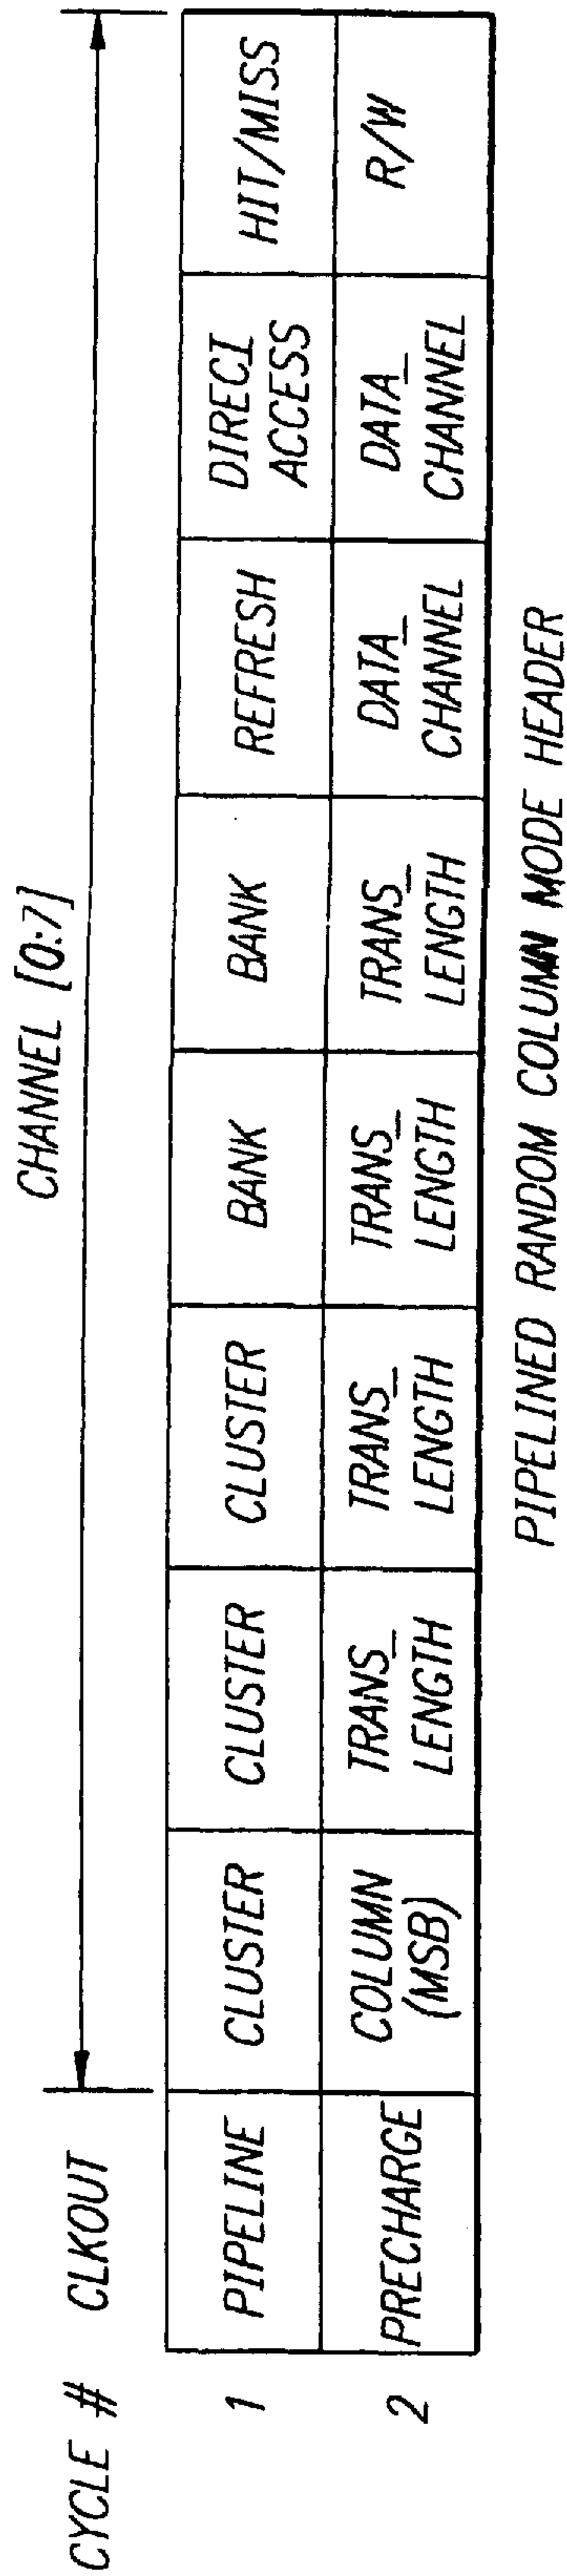 CHANNEL [0:7]
CYCLE # CLKOUT
1 PIPELINE CLUSTER CLUSTER CLUSTER BANK BANK REFRESH DIRECT ACCESS HIT/MISS
2 PRECHARGE COLUMN (MSB) TRANS_ LENGTH TRANS_ LENGTH TRANS_ LENGTH TRANS_ LENGTH DATA_ CHANNEL DATA_ CHANNEL R/W
PIPELINED RANDOM COLUMN MODE HEADER